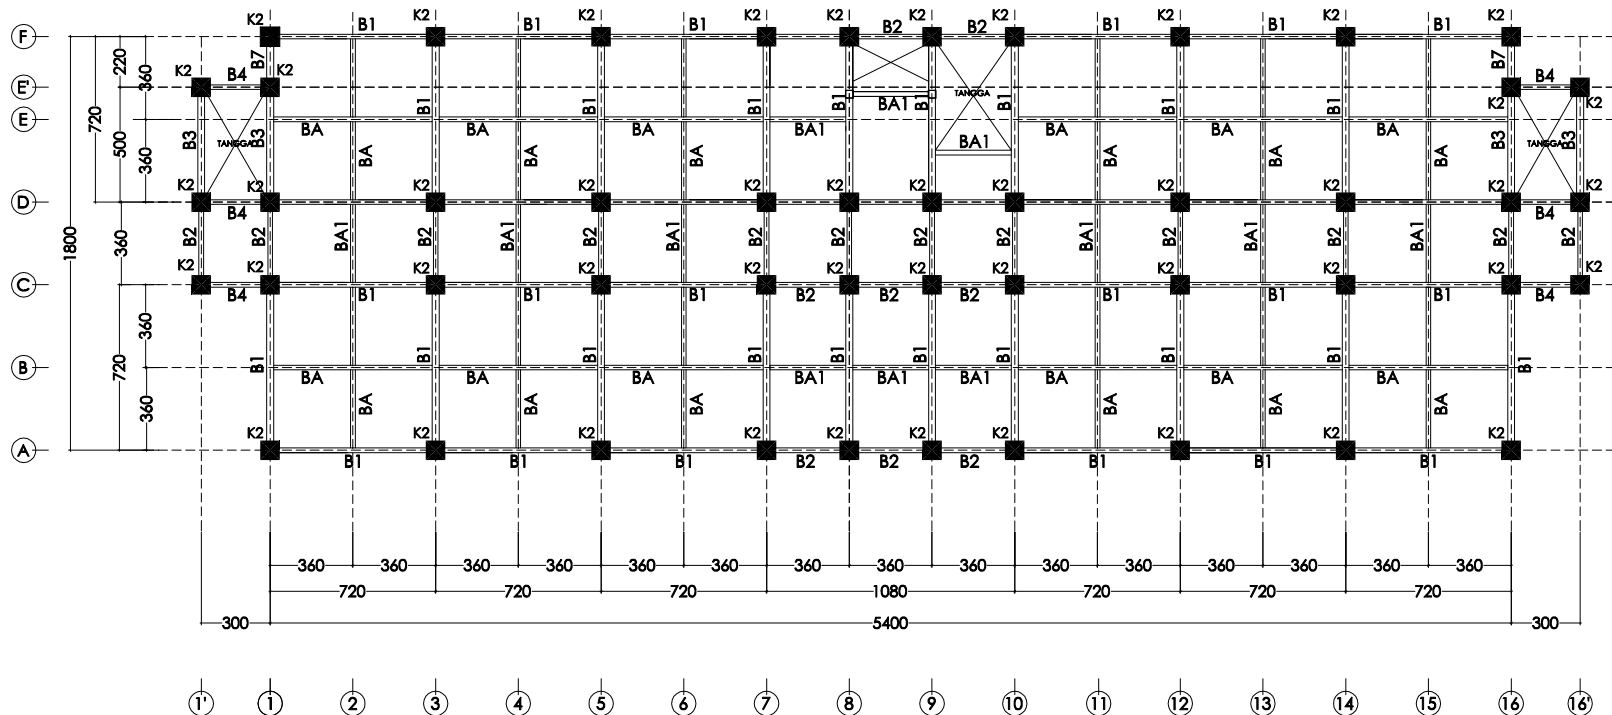 K2 B1 K2 B1 K2 B1 K2 K2 B2 K2 B2 K2 B1 K2 B1 K2 B1 K2
F
B7 B7
220 360
K2 B4 K2 B4
E'
K2 K2
720 B1 B1 B1 BA1 B1 TANGGA B1 B1 B1
E
BA BA BA BA1 BA BA BA
500 B3 TANGGA B3 BA1 B3 TANGGA B3
360 BA BA BA BA BA BA
K2 K2 K2 K2 K2 K2 K2 K2 K2 K2 K2 K2
D
B4 B4
1800 360 B2 B2 BA1 B2 BA1 B2 BA1 B2 B2 B2 B2 BA1 B2 BA1 B2 BA1 B2 B2
K2 K2 K2 K2 K2 K2 K2 K2 K2 K2 K2 K2
C
B4 B1 B1 B1 B2 B2 B2 B1 B1 B1 B4
360
720 B1 B1 B1 B1 B1 B1 B1 B1 B1 B1
B
BA BA BA BA1 BA1 BA1 BA BA BA
360 BA BA BA BA BA BA
K2 K2 K2 K2 K2 K2 K2 K2 K2 K2
A
B1 B1 B1 B2 B2 B2 B1 B1 B1
360 360 360 360 360 360 360 360 360 360 360 360 360 360 360
720 720 720 1080 720 720 720
300 5400 300
1' 1 2 3 4 5 6 7 8 9 10 11 12 13 14 15 16 16'